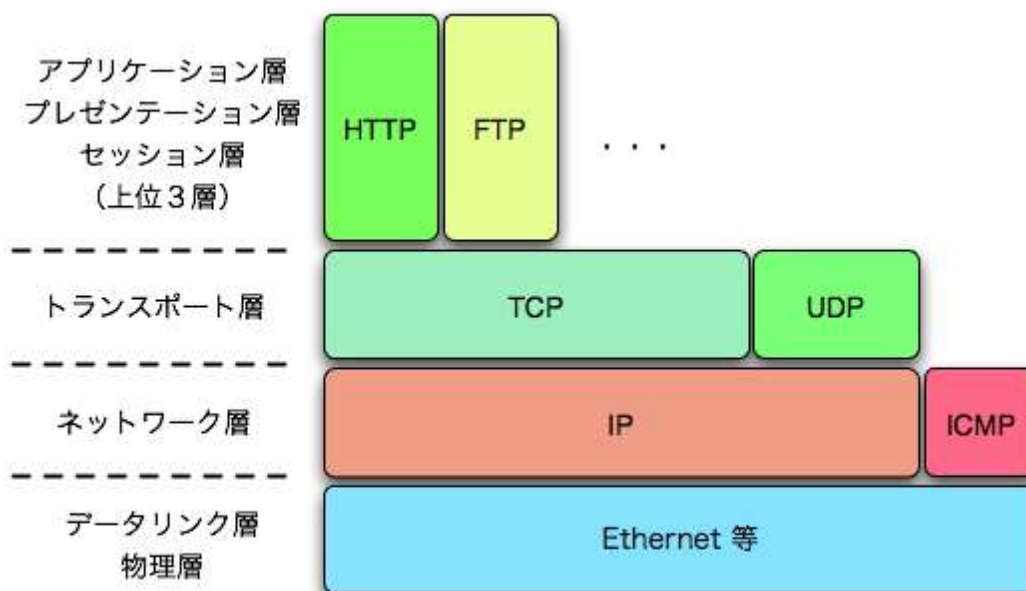 アプリケーション層
プレゼンテーション層
セッション層
（上位３層）
HTTP
FTP
. . .
トランスポート層
TCP
UDP
ネットワーク層
IP
ICMP
データリンク層
物理層
Ethernet 等